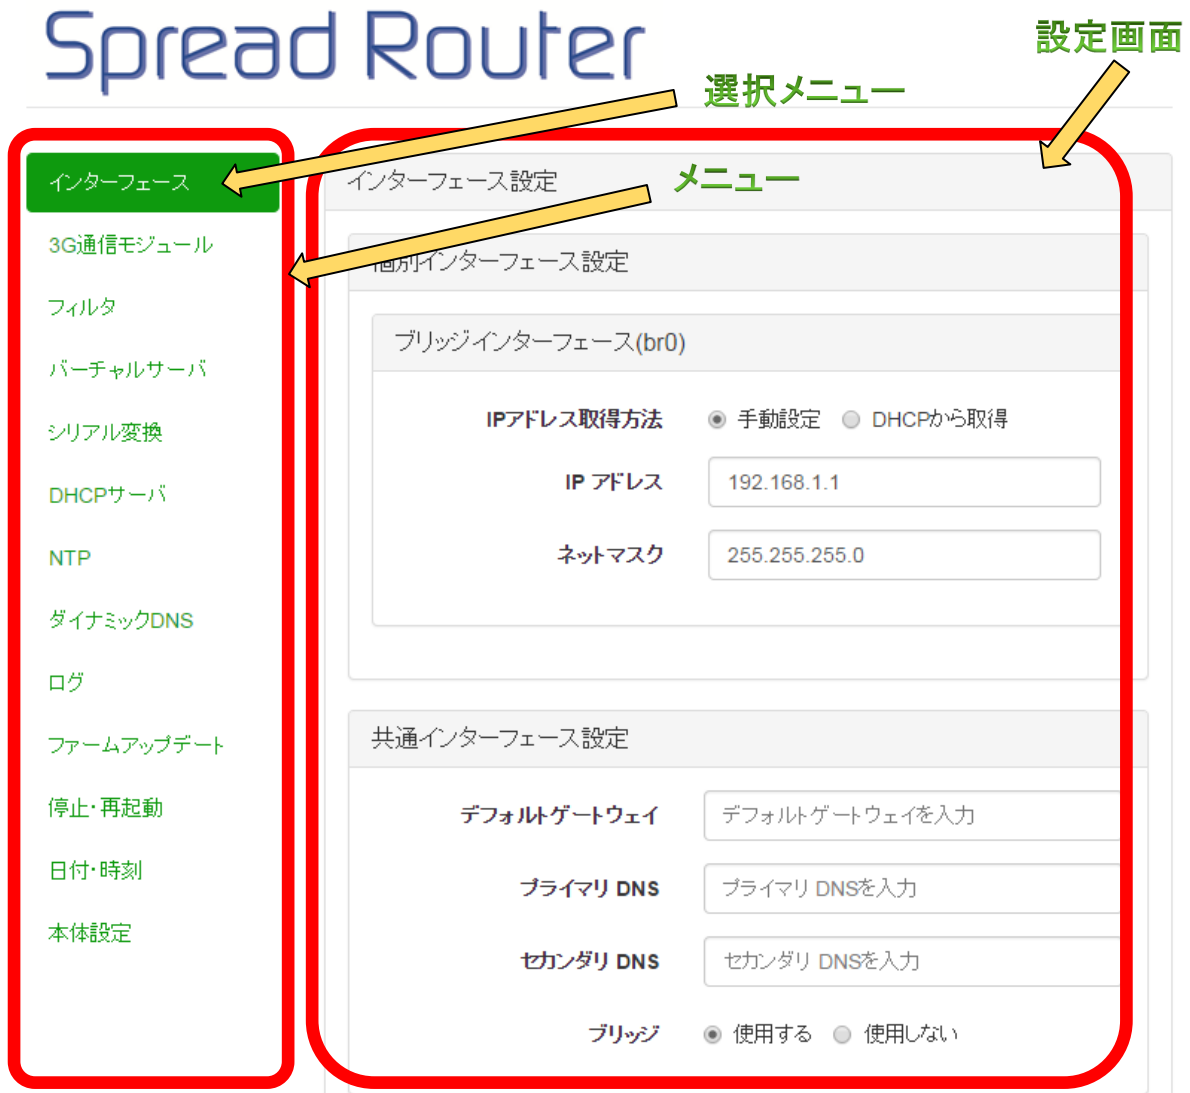 Spread Router
設定画面
選択メニュー
メニュー
インターフェース
3G通信モジュール
フィルタ
バーチャルサーバ
シリアル変換
DHCPサーバ
NTP
ダイナミックDNS
ログ
ファームアップデート
停止・再起動
日付・時刻
本体設定
インターフェース設定
個別インターフェース設定
ブリッジインターフェース(br0)
IPアドレス取得方法 手動設定 DHCPから取得
IP アドレス 192.168.1.1
ネットマスク 255.255.255.0
共通インターフェース設定
デフォルトゲートウェイ デフォルトゲートウェイを入力
プライマリ DNS プライマリ DNSを入力
セカンダリ DNS セカンダリ DNSを入力
ブリッジ 使用する 使用しない